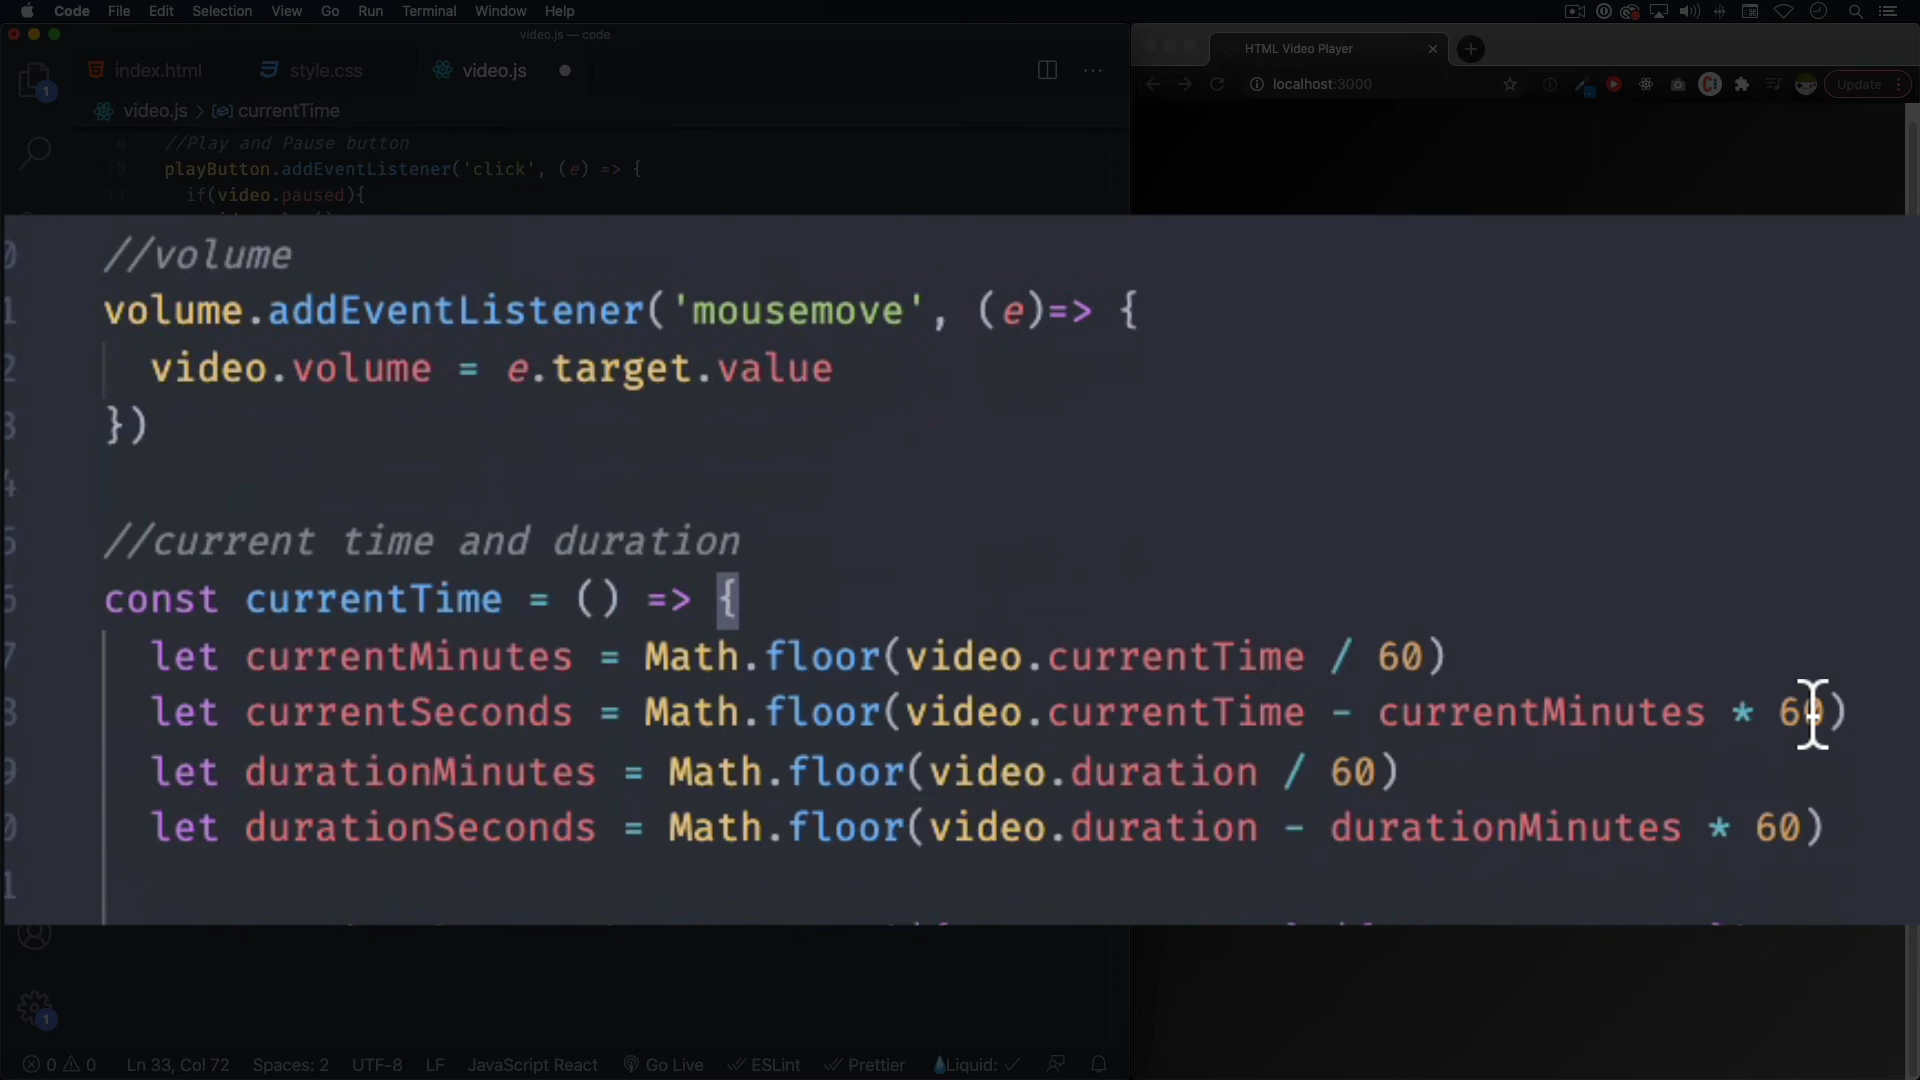 Code File Edit Selection View Go Run Terminal Window Help
video.js — code
HTML Video Player
index.html style.css video.js
localhost:3000
Update
video.js > currentTime
//Play and Pause button
playButton.addEventListener('click', (e) => {
if(video.paused){
//volume
volume.addEventListener('mousemove', (e)=> {
video.volume = e.target.value
})
//current time and duration
const currentTime = () => {
let currentMinutes = Math.floor(video.currentTime / 60)
let currentSeconds = Math.floor(video.currentTime - currentMinutes * 60)
let durationMinutes = Math.floor(video.duration / 60)
let durationSeconds = Math.floor(video.duration - durationMinutes * 60)
0 0 Ln 33, Col 72 Spaces: 2 UTF-8 LF JavaScript React Go Live ESLint Prettier Liquid: